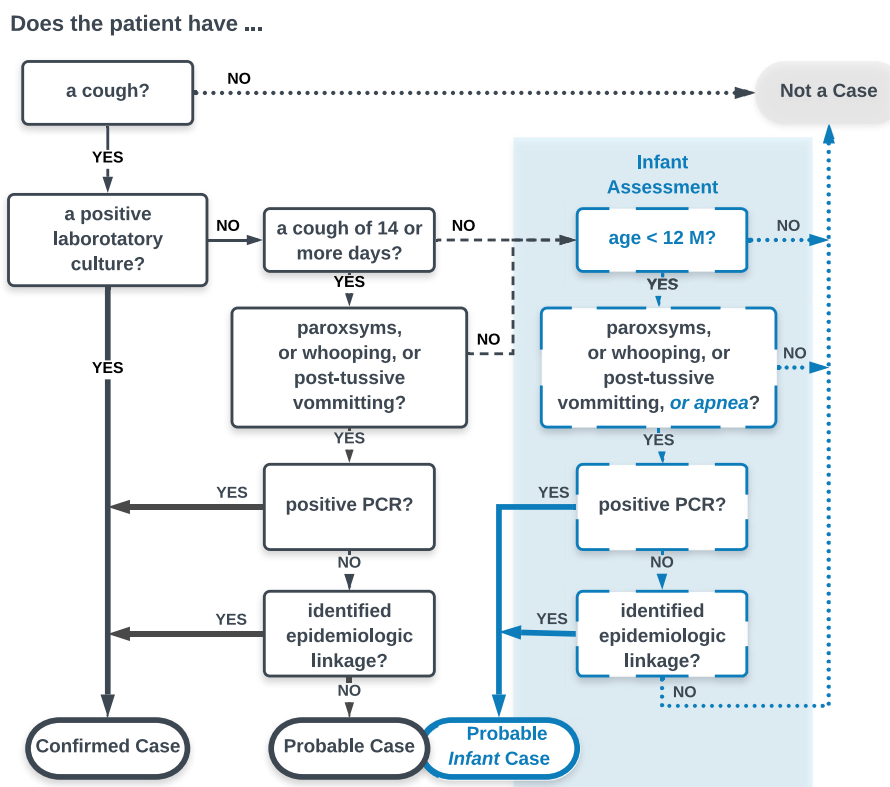 Does the patient have ...
a cough?
NO
Not a Case
YES
Infant
Assessment
a positive
laborotatory
culture?
NO
a cough of 14 or
more days?
NO
age < 12 M?
NO
YES
YES
YES
paroxsyms,
or whooping, or
post-tussive
vommitting?
NO
paroxsyms,
or whooping, or
post-tussive
vommitting, or apnea?
NO
YES
YES
YES
positive PCR?
YES
positive PCR?
NO
NO
YES
identified
epidemiologic
linkage?
YES
identified
epidemiologic
linkage?
NO
NO
Confirmed Case
Probable Case
Probable
Infant Case